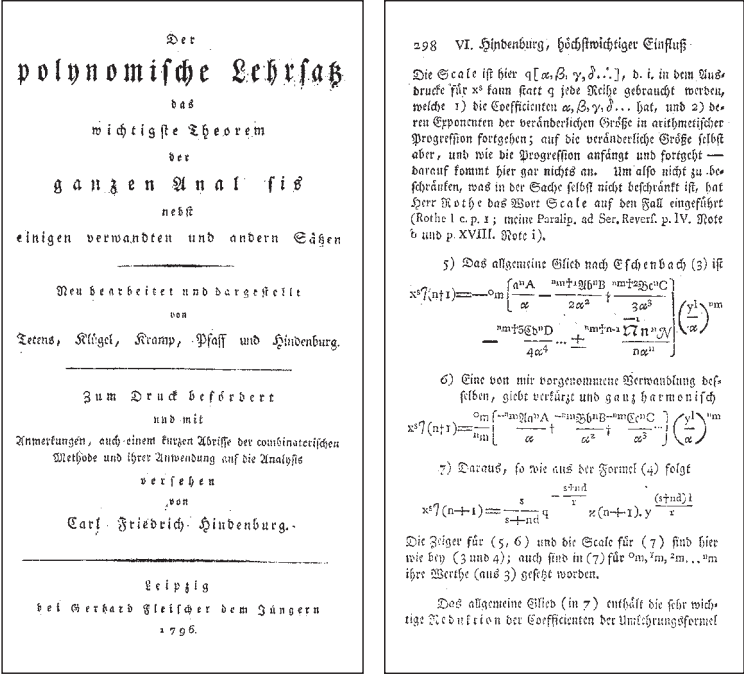 Der
polynomische Lehrsatz
das
wichtigste Theorem
der
ganzen Anal sis
nebst
einigen verwandten und andern Sätzen
Neu bearbeitet und dargestellt
von
Tetens, Klügel, Kramp, Pfaff und Hindenburg.
Zum Druck befördert
und mit
Anmerkungen, auch einem kurzen Abrisse der combinatorischen
Methode und ihrer Anwendung auf die Analysis
versehen
von
Carl Friedrich Hindenburg.
Leipzig
bei Gerhard Fleischer dem Jüngern
1796.
298 VI. Hindenburg, höchstwichtiger Einfluß
Die Scale ist hier q[α, β, γ, δ...], d. i. in dem Aus-
drucke für xˢ kann statt q jede Reihe gebraucht werden,
welche 1) die Coefficienten α, β, γ, δ... hat, und 2) de-
ren Exponenten der veränderlichen Größe in arithmetischer
Progression fortgehen; auf die veränderliche Größe selbst
aber, und wie die Progression anfängt und fortgeht —
darauf kommt hier gar nichts an. Um also nicht zu be-
schränken, was in der Sache selbst nicht beschränkt ist, hat
Herr Rothe das Wort Scale auf den Fall eingeführt
(Rothe l c. p. 1; meine Paralip. ad Ser. Revers. p. IV. Note
b und p. XVIII. Note i).
5) Das allgemeine Glied nach Eschenbach (3) ist
6) Eine von mir vorgenommene Verwandlung des-
selben, giebt verkürzt und ganz harmonisch
7) Daraus, so wie aus der Formel (4) folgt
Die Zeiger für (5, 6) und die Scale für (7) sind hier
wie bey (3 und 4); auch sind in (7) für ⁰m, ¹m, ²m, ... ⁿm
ihre Werthe (aus 3) gesetzt worden.
Das allgemeine Glied (in 7) enthält die sehr wich-
tige Reduktion der Coefficienten der Umkehrungsformel